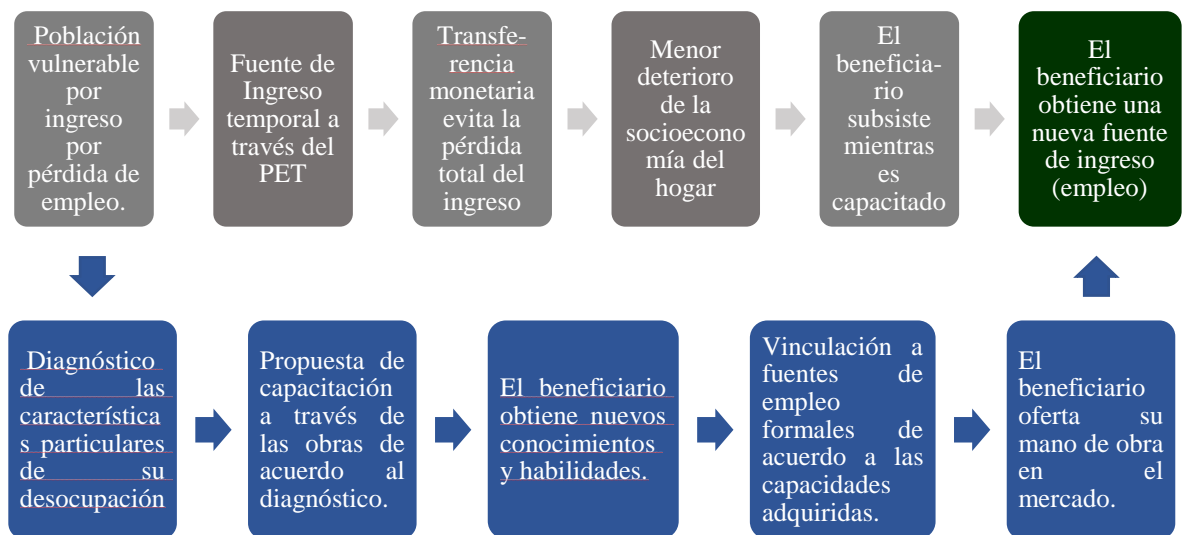 Población
vulnerable
por
ingreso
por
pérdida de
empleo.
Fuente de
Ingreso
temporal a
través del
PET
Transfe-
rencia
monetaria
evita la
pérdida
total del
ingreso
Menor
deterioro
de la
socioecono
mía del
hogar
El
beneficia-
rio
subsiste
mientras
es
capacitado
El
beneficiario
obtiene una
nueva fuente
de ingreso
(empleo)
Diagnóstico
de las
característica
s particulares
de su
desocupación
Propuesta de
capacitación
a través de
las obras de
acuerdo al
diagnóstico.
El beneficiario
obtiene nuevos
conocimientos
y habilidades.
Vinculación a
fuentes de
empleo
formales de
acuerdo a las
capacidades
adquiridas.
El
beneficiario
oferta su
mano de obra
en el
mercado.